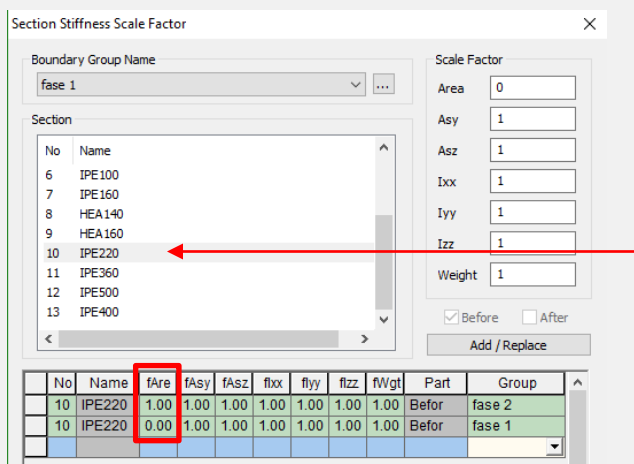 Section Stiffness Scale Factor
Boundary Group Name
fase 1
...
Section
No Name
6 IPE100
7 IPE160
8 HEA140
9 HEA160
10 IPE220
11 IPE360
12 IPE500
13 IPE400
Scale Factor
Area 0
Asy 1
Asz 1
Ixx 1
Iyy 1
Izz 1
Weight 1
Before After
Add / Replace
No Name fAre fAsy fAsz fIxx fIyy fIzz fWgt Part Group
10 IPE220 1.00 1.00 1.00 1.00 1.00 1.00 1.00 Befor fase 2
10 IPE220 0.00 1.00 1.00 1.00 1.00 1.00 1.00 Befor fase 1